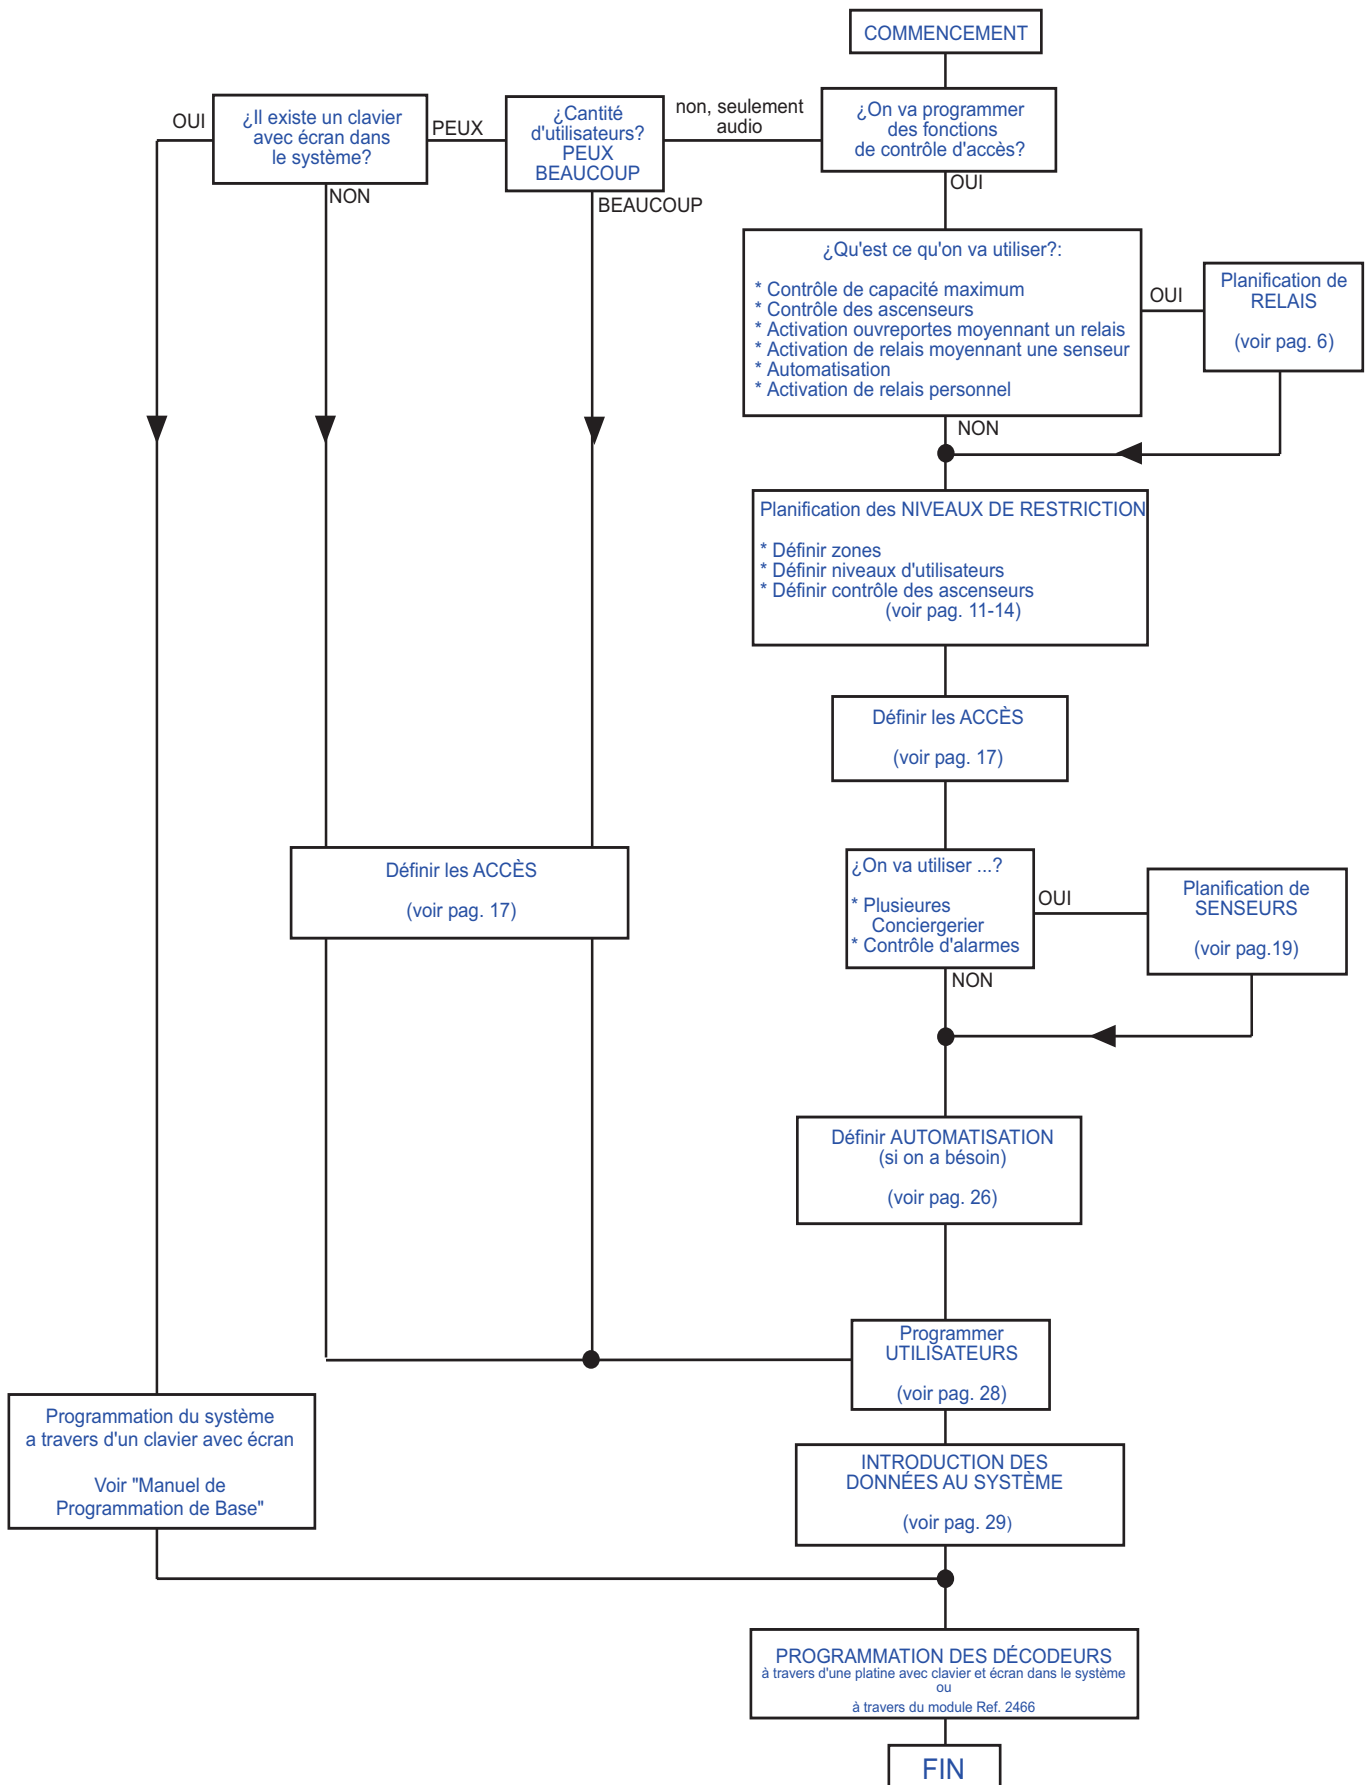 COMMENCEMENT
OUI
¿Il existe un clavier
avec écran dans
le système?
PEUX
¿Cantité
d'utilisateurs?
PEUX
BEAUCOUP
non, seulement
audio
¿On va programmer
des fonctions
de contrôle d'accès?
NON
BEAUCOUP
OUI
¿Qu'est ce qu'on va utiliser?:
* Contrôle de capacité maximum
* Contrôle des ascenseurs
* Activation ouvreportes moyennant un relais
* Activation de relais moyennant une senseur
* Automatisation
* Activation de relais personnel
OUI
Planification de
RELAIS
(voir pag. 6)
NON
Planification des NIVEAUX DE RESTRICTION
* Définir zones
* Définir niveaux d'utilisateurs
* Définir contrôle des ascenseurs
(voir pag. 11-14)
Définir les ACCÈS
(voir pag. 17)
Définir les ACCÈS
(voir pag. 17)
¿On va utiliser ...?
* Plusieures
Conciergerier
* Contrôle d'alarmes
OUI
Planification de
SENSEURS
(voir pag.19)
NON
Définir AUTOMATISATION
(si on a bésoin)
(voir pag. 26)
Programmer
UTILISATEURS
(voir pag. 28)
Programmation du système
a travers d'un clavier avec écran
Voir "Manuel de
Programmation de Base"
INTRODUCTION DES
DONNÉES AU SYSTÈME
(voir pag. 29)
PROGRAMMATION DES DÉCODEURS
à travers d'une platine avec clavier et écran dans le système
ou
à travers du module Ref. 2466
FIN